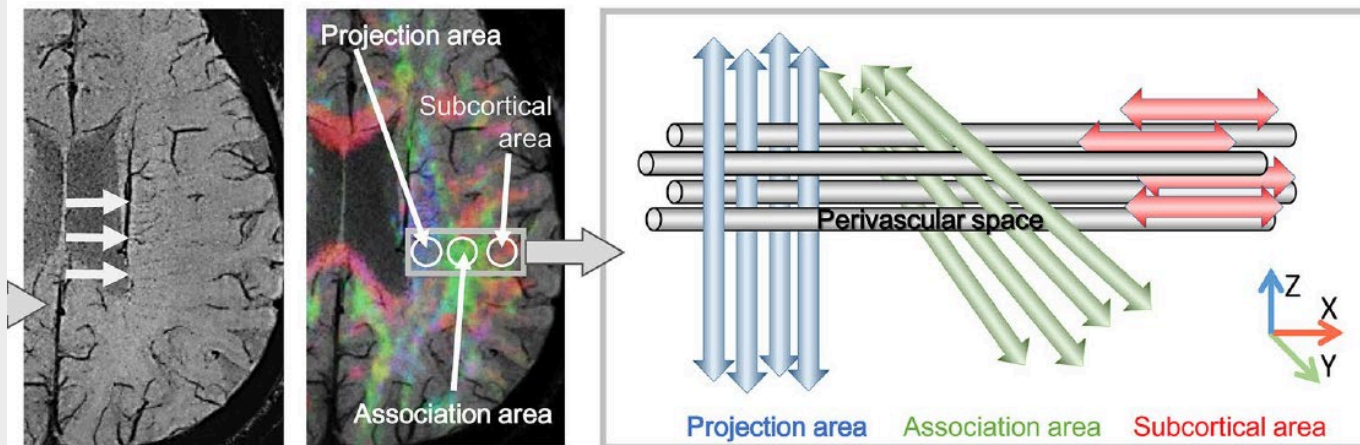 Projection area
Subcortical
area
Association area
Perivascular space
Z
X
Y
Projection area Association area Subcortical area